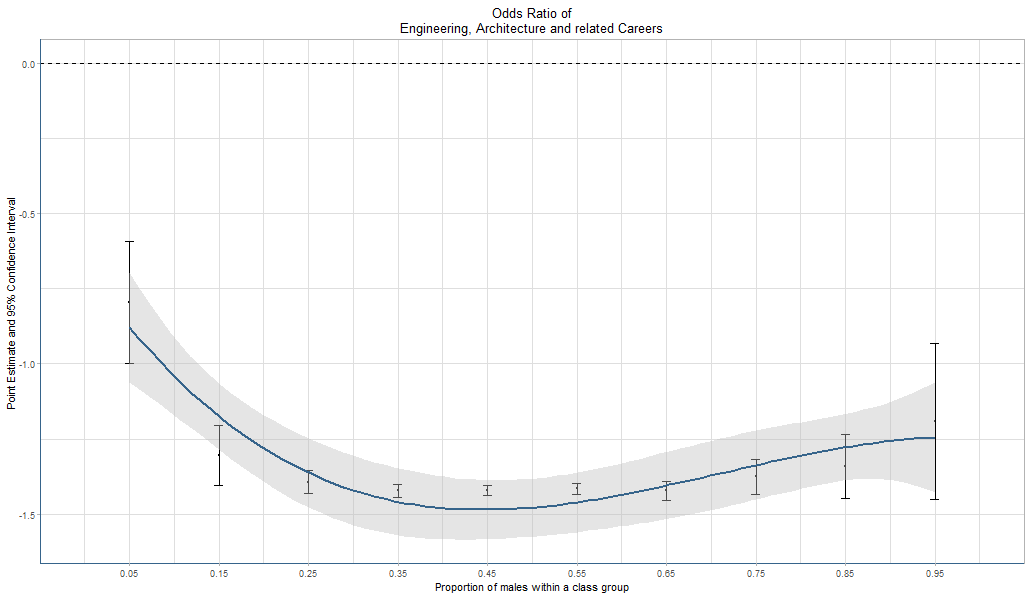 Odds Ratio of
Engineering, Architecture and related Careers
Point Estimate and 95% Confidence Interval
0.0
-0.5
-1.0
-1.5
0.05 0.15 0.25 0.35 0.45 0.55 0.65 0.75 0.85 0.95
Proportion of males within a class group